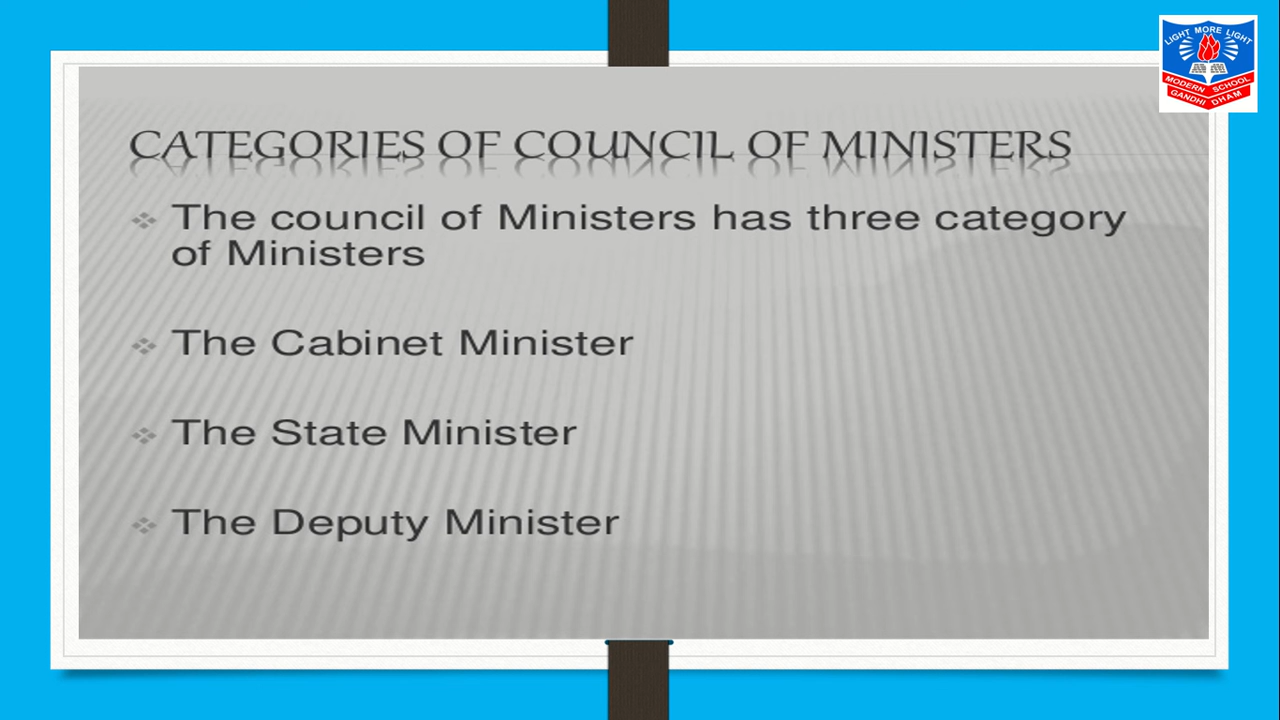 LIGHT MORE LIGHT
MODERN SCHOOL
GANDHI DHAM
CATEGORIES OF COUNCIL OF MINISTERS
The council of Ministers has three category
of Ministers
The Cabinet Minister
The State Minister
The Deputy Minister